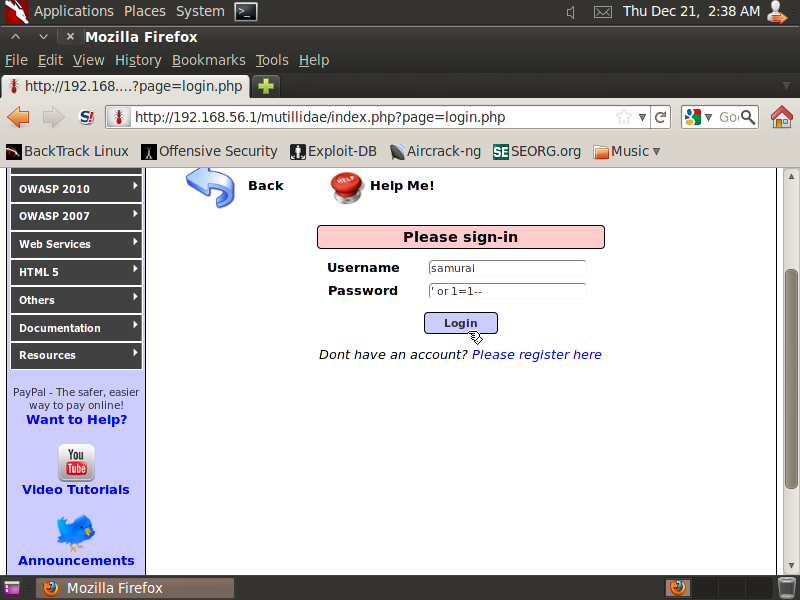 Applications Places System Thu Dec 21, 2:38 AM
Mozilla Firefox
File Edit View History Bookmarks Tools Help
http://192.168....?page=login.php
http://192.168.56.1/mutillidae/index.php?page=login.php
BackTrack Linux Offensive Security Exploit-DB Aircrack-ng SE SEORG.org Music
OWASP 2010
OWASP 2007
Web Services
HTML 5
Others
Documentation
Resources
PayPal - The safer, easier
way to pay online!
Want to Help?
You
Tube
Video Tutorials
Announcements
Back
HELP
Help Me!
Please sign-in
Username samurai
Password ' or 1=1--
Login
Dont have an account? Please register here
Mozilla Firefox